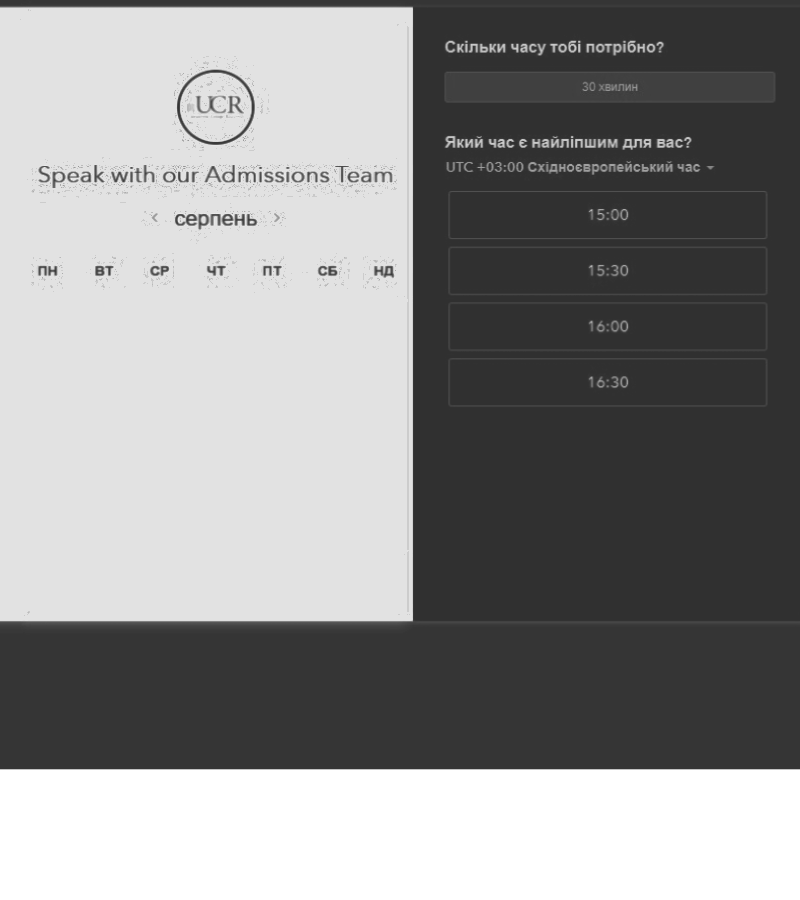 UCR
Speak with our Admissions Team
‹ серпень ›
ПН ВТ СР ЧТ ПТ СБ НД
Скільки часу тобі потрібно?
30 хвилин
Який час є найліпшим для вас?
UTC +03:00 Східноєвропейський час
15:00
15:30
16:00
16:30